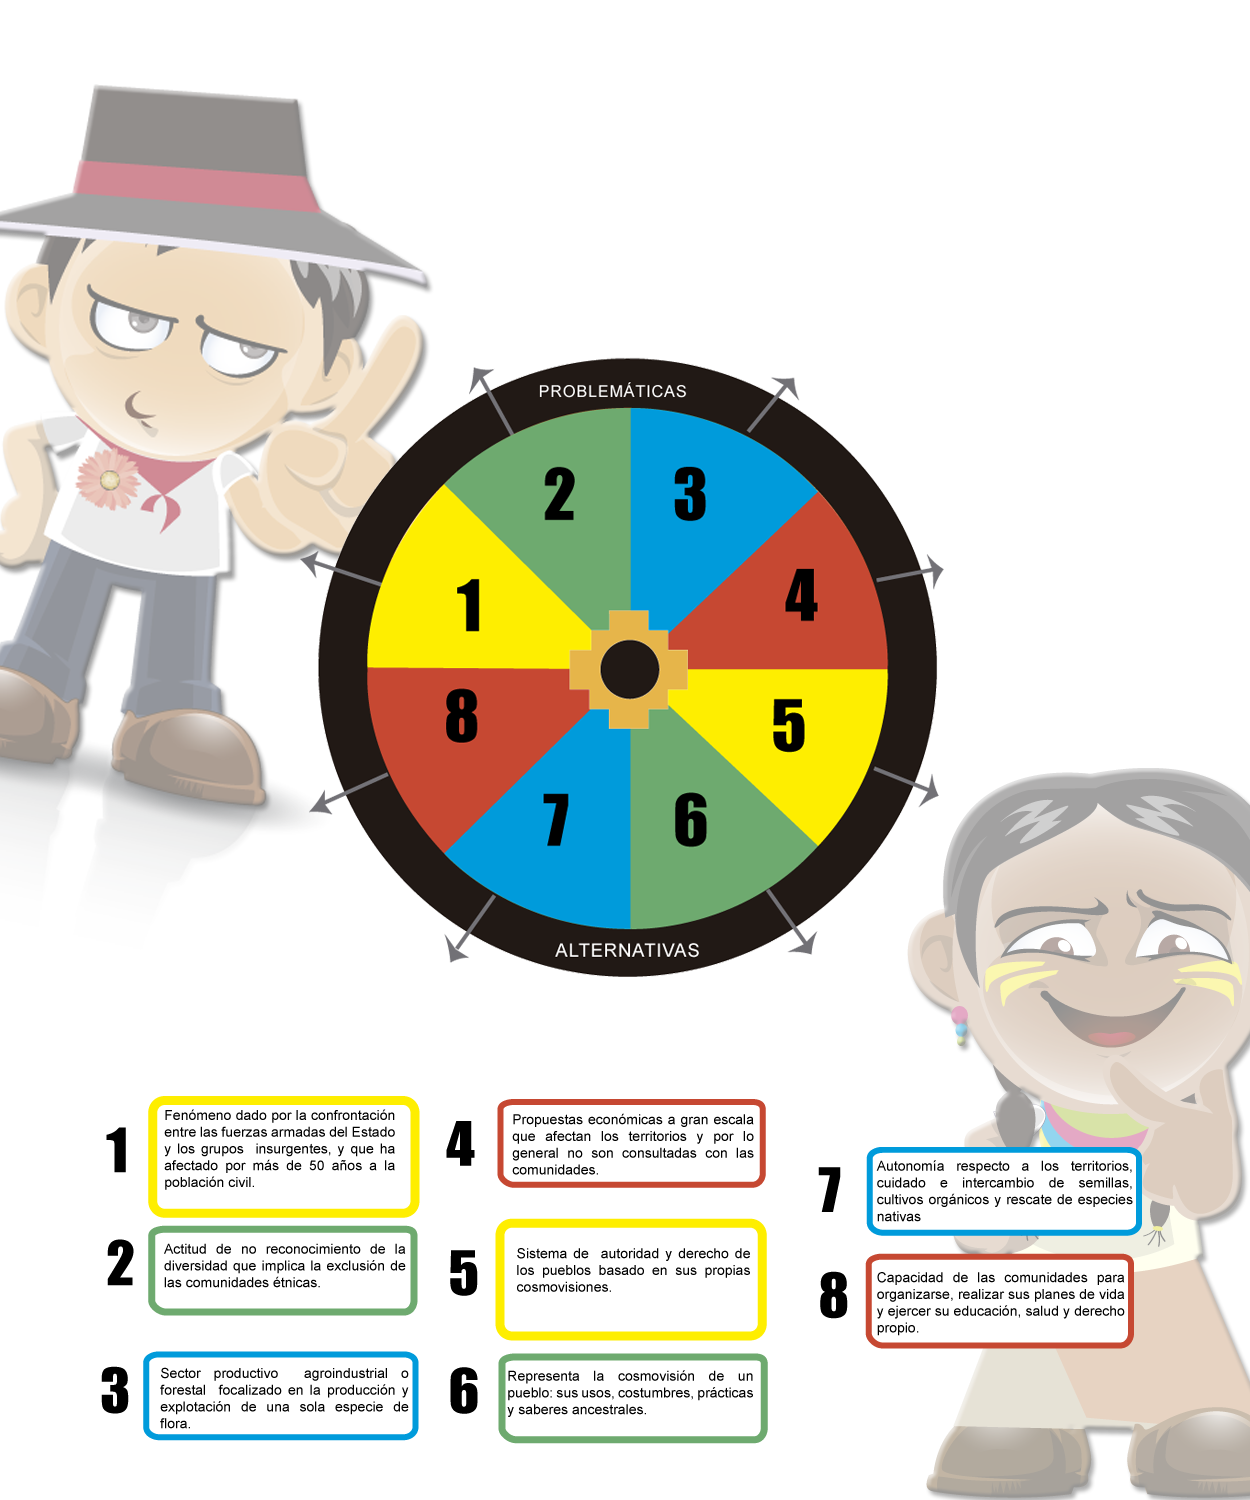 PROBLEMÁTICAS
2
3
1
4
8
5
7
6
ALTERNATIVAS
1
Fenómeno dado por la confrontación
entre las fuerzas armadas del Estado
y los grupos insurgentes, y que ha
afectado por más de 50 años a la
población civil.
2
Actitud de no reconocimiento de la
diversidad que implica la exclusión de
las comunidades étnicas.
3
Sector productivo agroindustrial o
forestal focalizado en la producción y
explotación de una sola especie de
flora.
4
Propuestas económicas a gran escala
que afectan los territorios y por lo
general no son consultadas con las
comunidades.
5
Sistema de autoridad y derecho de
los pueblos basado en sus propias
cosmovisiones.
6
Representa la cosmovisión de un
pueblo: sus usos, costumbres, prácticas
y saberes ancestrales.
7
Autonomía respecto a los territorios,
cuidado e intercambio de semillas,
cultivos orgánicos y rescate de especies
nativas
8
Capacidad de las comunidades para
organizarse, realizar sus planes de vida
y ejercer su educación, salud y derecho
propio.